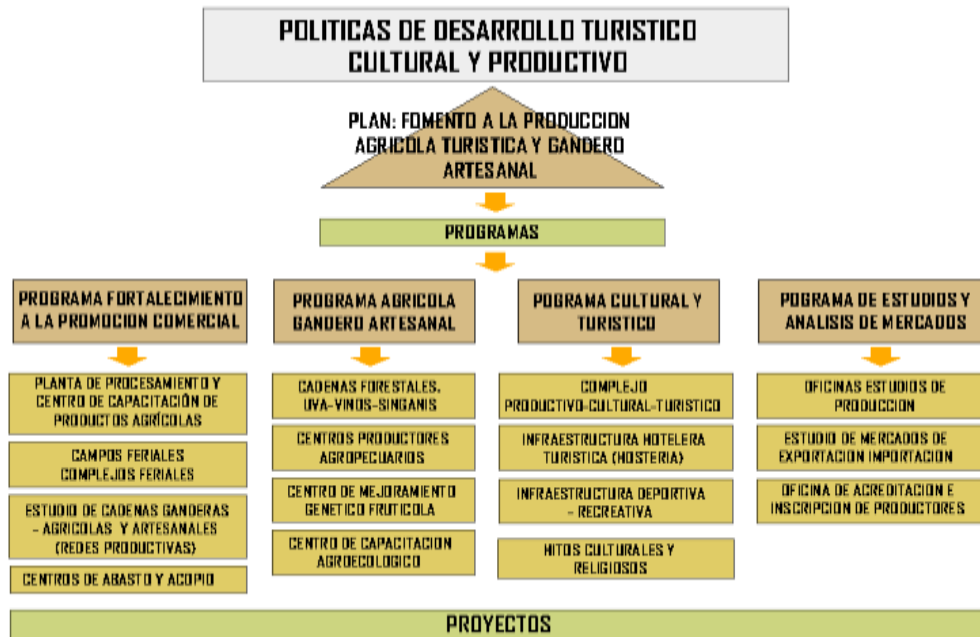 POLITICAS DE DESARROLLO TURISTICO
CULTURAL Y PRODUCTIVO
PLAN: FOMENTO A LA PRODUCCION
AGRICOLA TURISTICA Y GANDERO
ARTESANAL
PROGRAMAS
PROGRAMA FORTALECIMIENTO
A LA PROMOCION COMERCIAL
PLANTA DE PROCESAMIENTO Y
CENTRO DE CAPACITACIÓN DE
PRODUCTOS AGRÍCOLAS
CAMPOS FERIALES
COMPLEJOS FERIALES
ESTUDIO DE CADENAS GANDERAS
- AGRICOLAS Y ARTESANALES
(REDES PRODUCTIVAS)
CENTROS DE ABASTO Y ACOPIO
PROGRAMA AGRICOLA
GANDERO ARTESANAL
CADENAS FORESTALES,
UVA-VINOS-SINGANIS
CENTROS PRODUCTORES
AGROPECUARIOS
CENTRO DE MEJORAMIENTO
GENETICO FRUTICOLA
CENTRO DE CAPACITACION
AGROECOLOGICO
POGRAMA CULTURAL Y
TURISTICO
COMPLEJO
PRODUCTIVO-CULTURAL-TURISTICO
INFRAESTRUCTURA HOTELERA
TURISTICA (HOSTERIA)
INFRAESTRUCTURA DEPORTIVA
- RECREATIVA
HITOS CULTURALES Y
RELIGIOSOS
POGRAMA DE ESTUDIOS Y
ANALISIS DE MERCADOS
OFICINAS ESTUDIOS DE
PRODUCCION
ESTUDIO DE MERCADOS DE
EXPORTACION IMPORTACION
OFICINA DE ACREDITACION E
INSCRIPCION DE PRODUCTORES
PROYECTOS